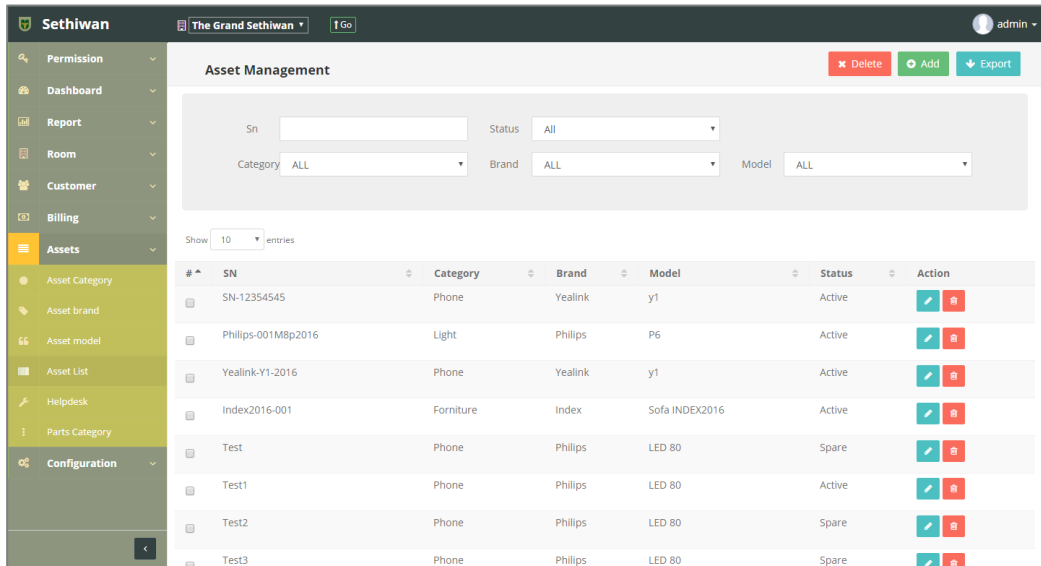 Sethiwan The Grand Sethiwan Go admin
Permission
Dashboard
Report
Room
Customer
Billing
Assets
Asset Category
Asset brand
Asset model
Asset List
Helpdesk
Parts Category
Configuration
Asset Management Delete Add Export
Sn Status All
Category ALL Brand ALL Model ALL
Show 10 entries
# SN Category Brand Model Status Action
SN-12354545 Phone Yealink y1 Active
Philips-001M8p2016 Light Philips P6 Active
Yealink-Y1-2016 Phone Yealink y1 Active
Index2016-001 Forniture Index Sofa INDEX2016 Active
Test Phone Philips LED 80 Spare
Test1 Phone Philips LED 80 Active
Test2 Phone Philips LED 80 Spare
Test3 Phone Philips LED 80 Spare